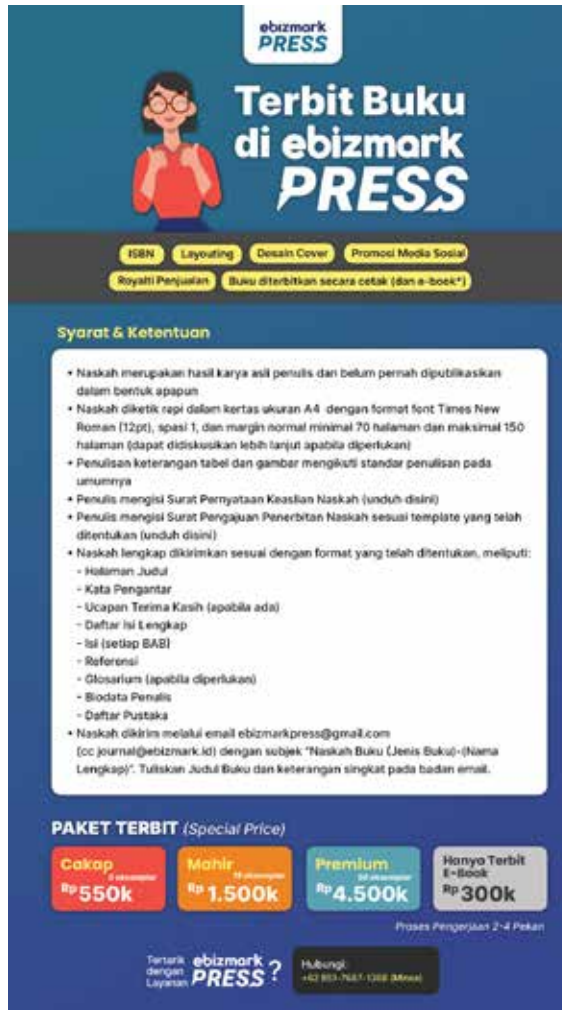 ebizmark
PRESS
Terbit Buku
di ebizmark
PRESS
ISBN
Layouting
Desain Cover
Promosi Media Sosial
Royalti Penjualan
Buku diterbitkan secara cetak (dan e-book*)
Syarat & Ketentuan
• Naskah merupakan hasil karya asli penulis dan belum pernah dipublikasikan
dalam bentuk apapun
• Naskah diketik rapi dalam kertas ukuran A4 dengan format font Times New
Roman (12pt), spasi 1, dan margin normal minimal 70 halaman dan maksimal 150
halaman (dapat didiskusikan lebih lanjut apabila diperlukan)
• Penulisan keterangan tabel dan gambar mengikuti standar penulisan pada
umumnya
• Penulis mengisi Surat Pernyataan Keaslian Naskah (unduh disini)
• Penulis mengisi Surat Pengajuan Penerbitan Naskah sesuai template yang telah
ditentukan (unduh disini)
• Naskah lengkap dikirimkan sesuai dengan format yang telah ditentukan, meliputi:
- Halaman Judul
- Kata Pengantar
- Ucapan Terima Kasih (apabila ada)
- Daftar Isi Lengkap
- Isi (setiap BAB)
- Referensi
- Glosarium (apabila diperlukan)
- Biodata Penulis
- Daftar Pustaka
• Naskah dikirim melalui email ebizmarkpress@gmail.com
(cc journal@ebizmark.id) dengan subjek "Naskah Buku (Jenis Buku)-(Nama
Lengkap)". Tuliskan Judul Buku dan keterangan singkat pada badan email.
PAKET TERBIT (Special Price)
Cakap
eksemplar
Rp 550k
Mahir
eksemplar
Rp 1.500k
Premium
eksemplar
Rp 4.500k
Hanya Terbit
E-Book
Rp 300k
Proses Pengerjaan 2-4 Pekan
Tertarik
dengan
Layanan
ebizmark
PRESS ?
Hubungi: